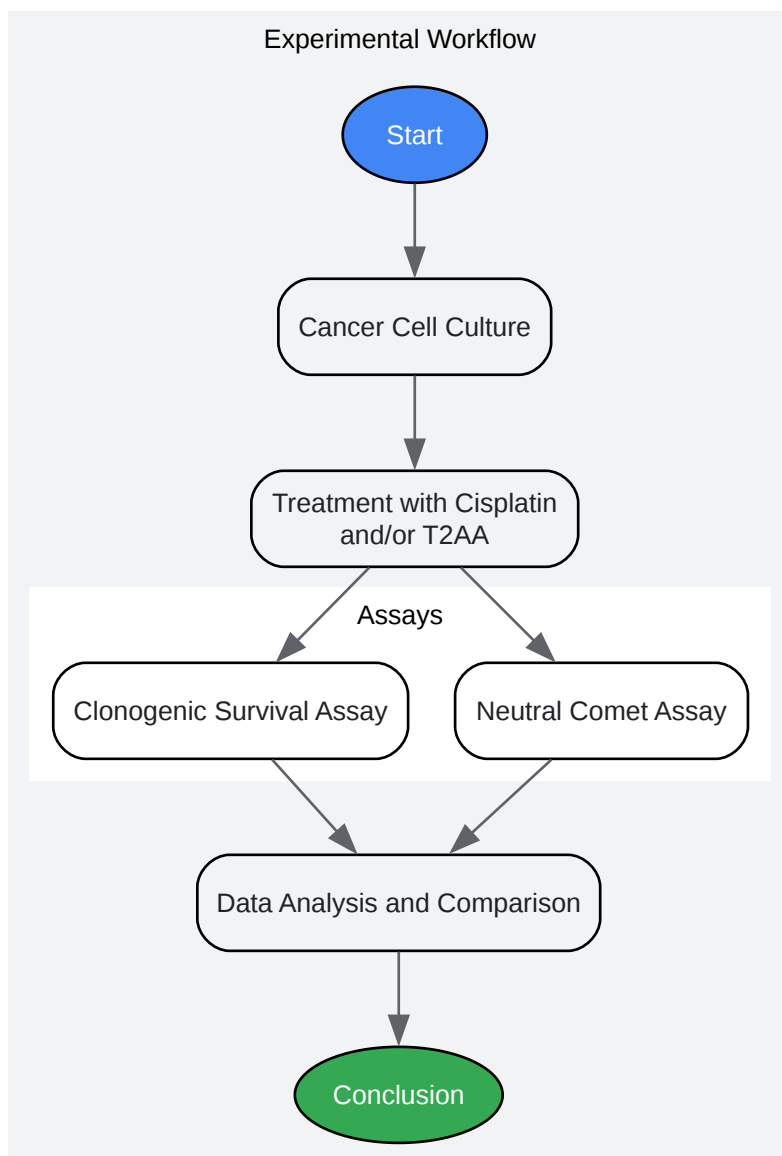 Experimental Workflow
Start
Cancer Cell Culture
Treatment with Cisplatin
and/or T2AA
Assays
Clonogenic Survival Assay
Neutral Comet Assay
Data Analysis and Comparison
Conclusion